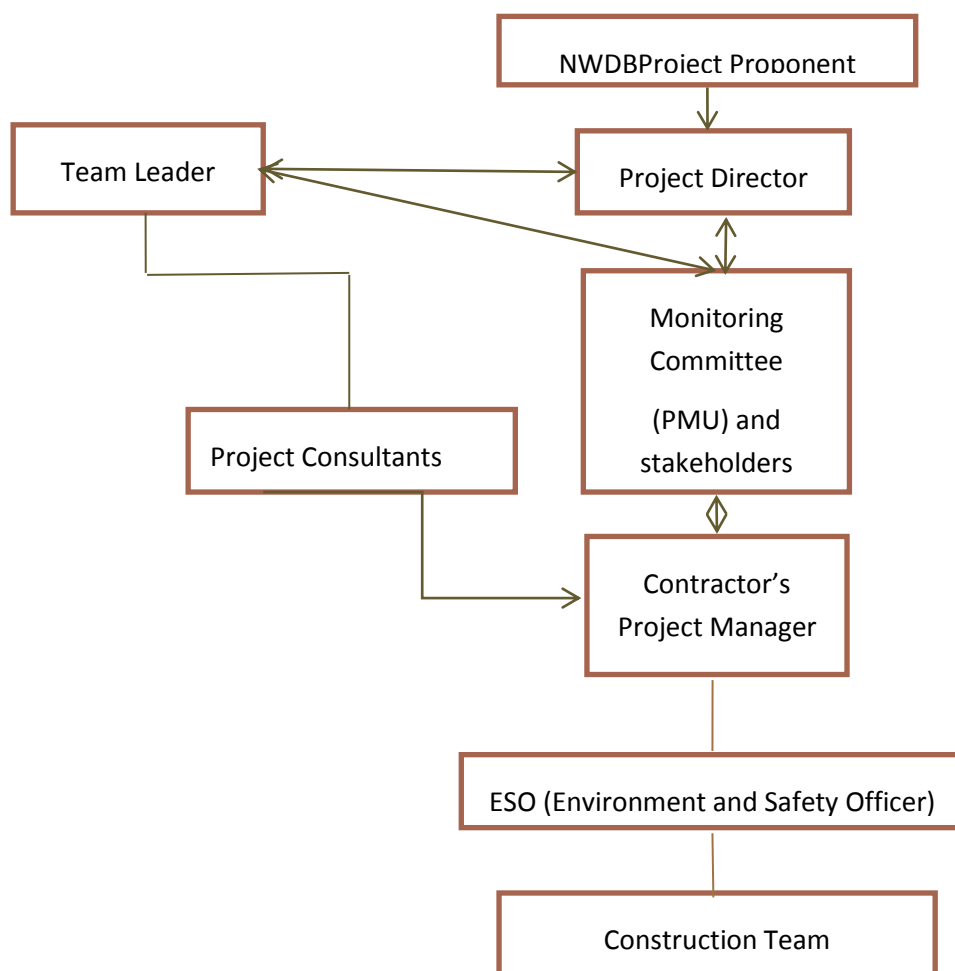 NWDBProject Proponent
Team Leader
Project Director
Monitoring
Committee
(PMU) and
stakeholders
Project Consultants
Contractor’s
Project Manager
ESO (Environment and Safety Officer)
Construction Team